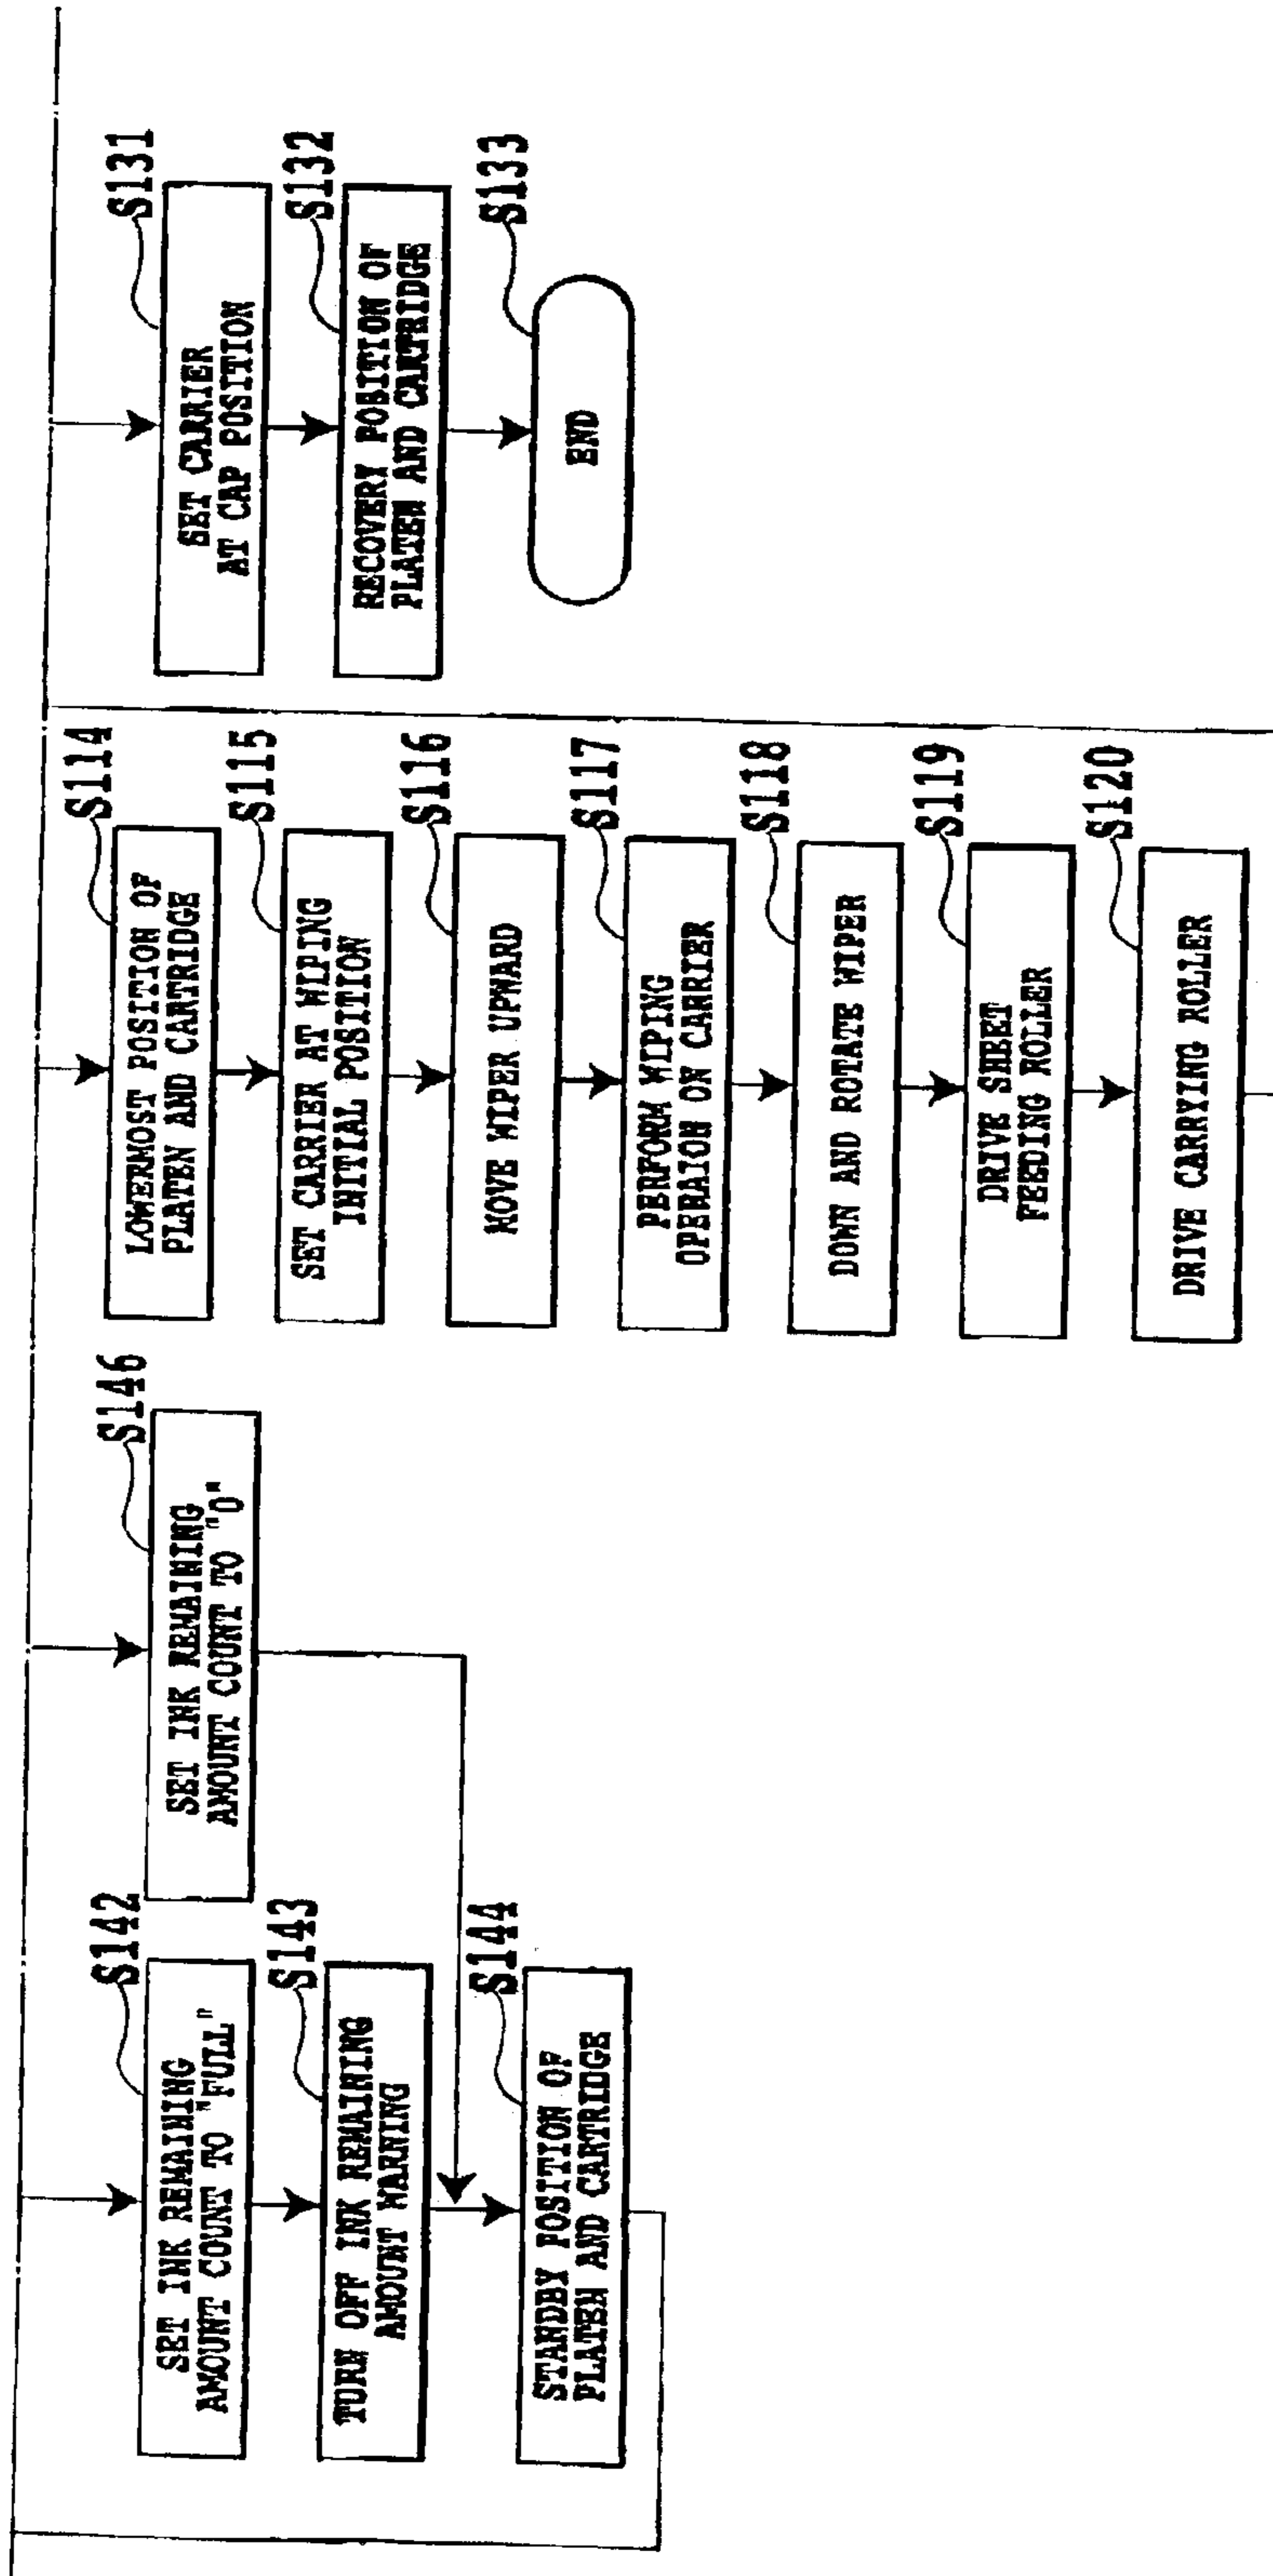 S142
SET INK REMAINING
AMOUNT COUNT TO "FULL"
S143
TURN OFF INK REMAINING
AMOUNT WARNING
S144
STANDBY POSITION OF
PLATEN AND CARTRIDGE
S146
SET INK REMAINING
AMOUNT COUNT TO "0"
S114
LOWERMOST POSITION OF
PLATEN AND CARTRIDGE
S115
SET CARRIER AT WIPING
INITIAL POSITION
S116
MOVE WIPER UPWARD
S117
PERFORM WIPING
OPERAION ON CARRIER
S118
DOWN AND ROTATE WIPER
S119
DRIVE SHEET
FEEDING ROLLER
S120
DRIVE CARRYING ROLLER
S131
SET CARRIER
AT CAP POSITION
S132
RECOVERY POSITION OF
PLATEN AND CARTRIDGE
S133
END